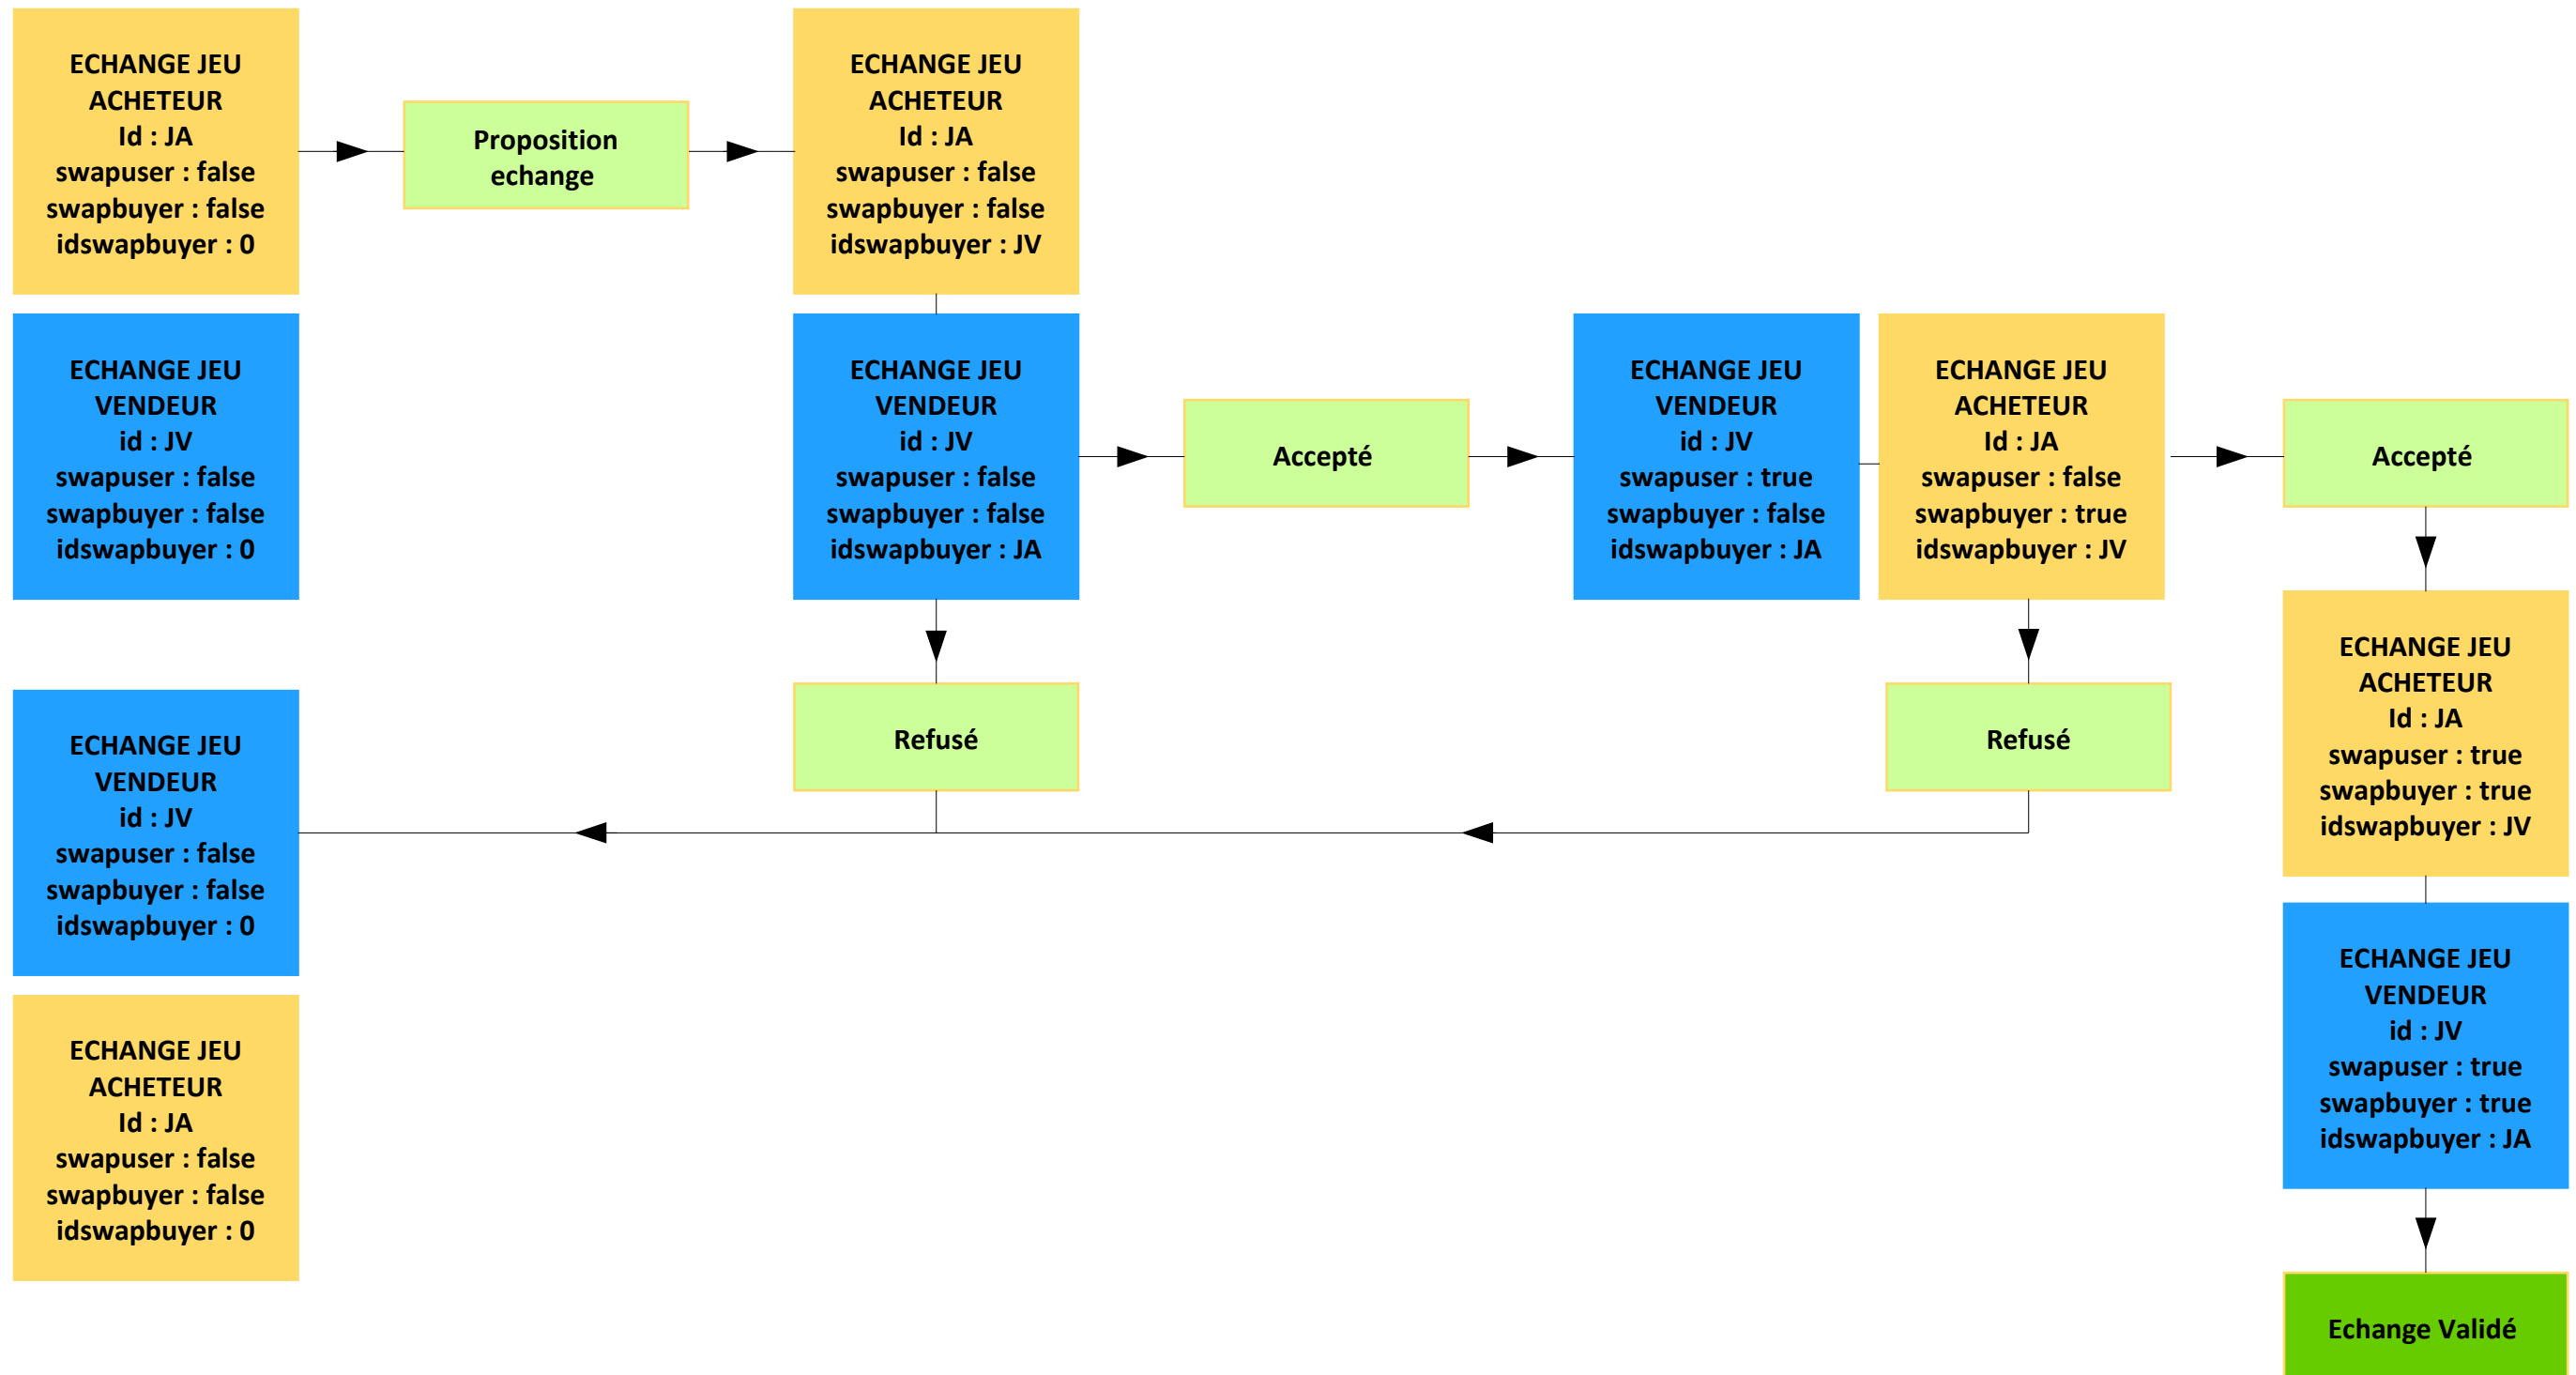 ECHANGE JEU
ACHETEUR
Id : JA
swapuser : false
swapbuyer : false
idswapbuyer : 0
Proposition
echange
ECHANGE JEU
ACHETEUR
Id : JA
swapuser : false
swapbuyer : false
idswapbuyer : JV
ECHANGE JEU
VENDEUR
id : JV
swapuser : false
swapbuyer : false
idswapbuyer : 0
ECHANGE JEU
VENDEUR
id : JV
swapuser : false
swapbuyer : false
idswapbuyer : JA
Accepté
ECHANGE JEU
VENDEUR
id : JV
swapuser : true
swapbuyer : false
idswapbuyer : JA
ECHANGE JEU
ACHETEUR
Id : JA
swapuser : false
swapbuyer : true
idswapbuyer : JV
Accepté
ECHANGE JEU
VENDEUR
id : JV
swapuser : false
swapbuyer : false
idswapbuyer : 0
Refusé
Refusé
ECHANGE JEU
ACHETEUR
Id : JA
swapuser : true
swapbuyer : true
idswapbuyer : JV
ECHANGE JEU
ACHETEUR
Id : JA
swapuser : false
swapbuyer : false
idswapbuyer : 0
ECHANGE JEU
VENDEUR
id : JV
swapuser : true
swapbuyer : true
idswapbuyer : JA
Echange Validé